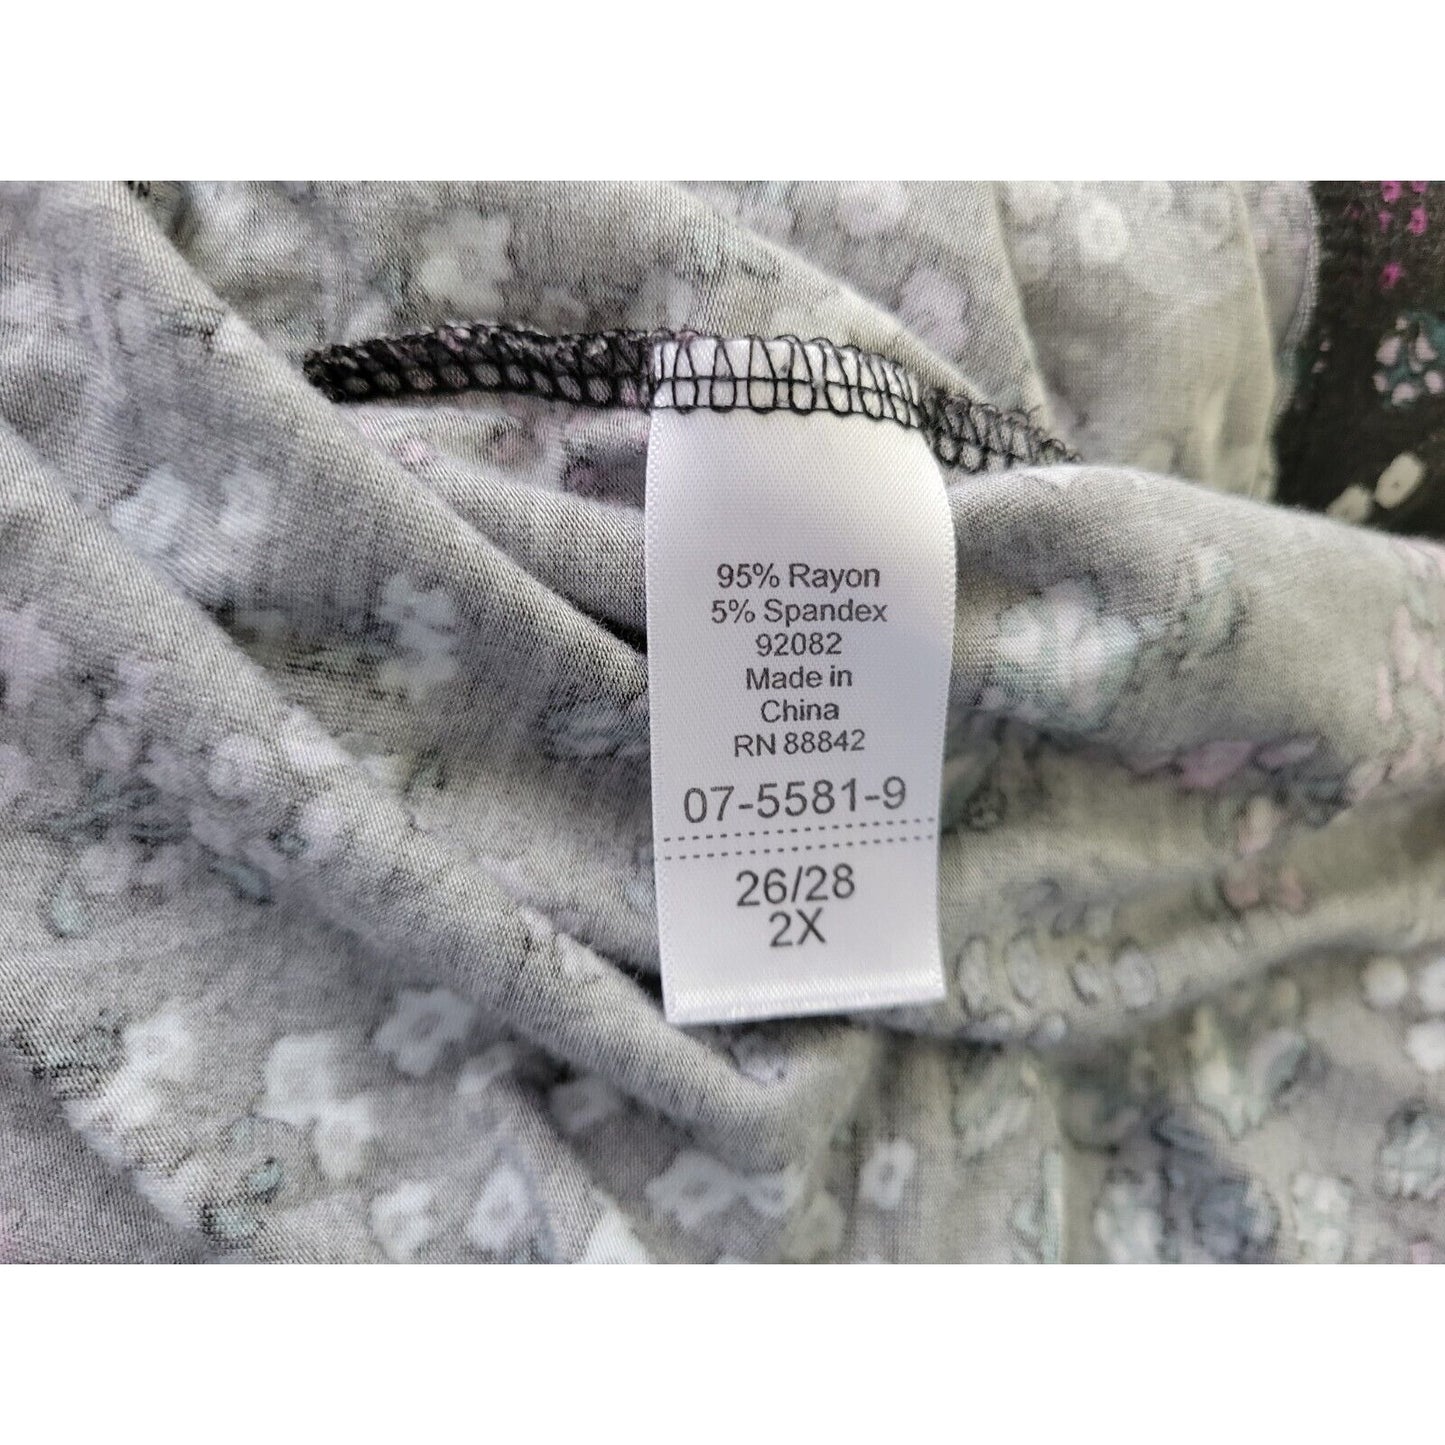 95% Rayon
5% Spandex
92082
Made in
China
RN 88842
07-5581-9
26/28
2X